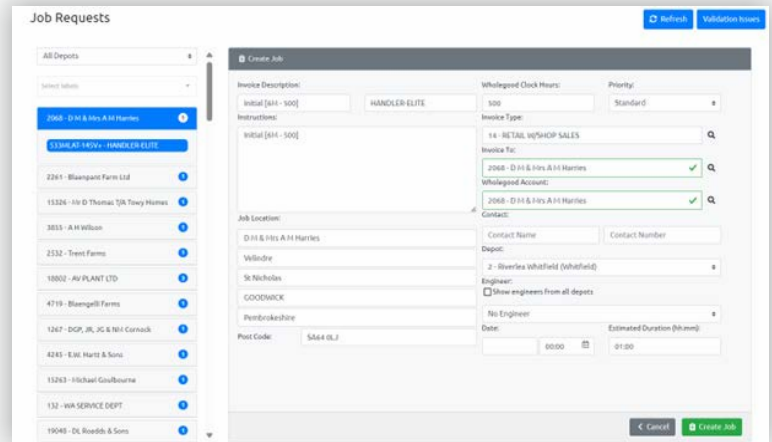 Job Requests
Refresh
Validation Issues
All Depots
Select labels
2068 - D M & Mrs A M Harries 1
533MLAT-145V+ - HANDLER-ELITE
2261 - Blaenpant Farm Ltd
15326 - Mr D Thomas T/A Towy Homes
3855 - A H Wilson
2532 - Trent Farms
10802 - AV PLANT LTD
4719 - Blaengelli Farms
1267 - DGP, JR, JG & NM Cornock
4245 - E.W. Hartt & Sons
15263 - Michael Goulbourne
132 - WA SERVICE DEPT
19040 - DL Roadds & Sons
Create Job
Invoice Description:
Initial [6M - 500]
HANDLER-ELITE
Instructions:
Initial [6M - 500]
Job Location:
D M & Mrs A M Harries
Velindre
St Nicholas
GOODWICK
Pembrokeshire
Post Code:
SA64 0LJ
Wholegood Clock Hours:
Priority:
500
Standard
Invoice Type:
14 - RETAIL W/SHOP SALES
Invoice To:
2068 - D M & Mrs A M Harries
Wholegood Account:
2068 - D M & Mrs A M Harries
Contact:
Contact Name
Contact Number
Depot:
2 - Riverlea Whitfield (Whitfield)
Engineer:
Show engineers from all depots
No Engineer
Date:
Estimated Duration (hh:mm):
00:00
01:00
Cancel
Create Job